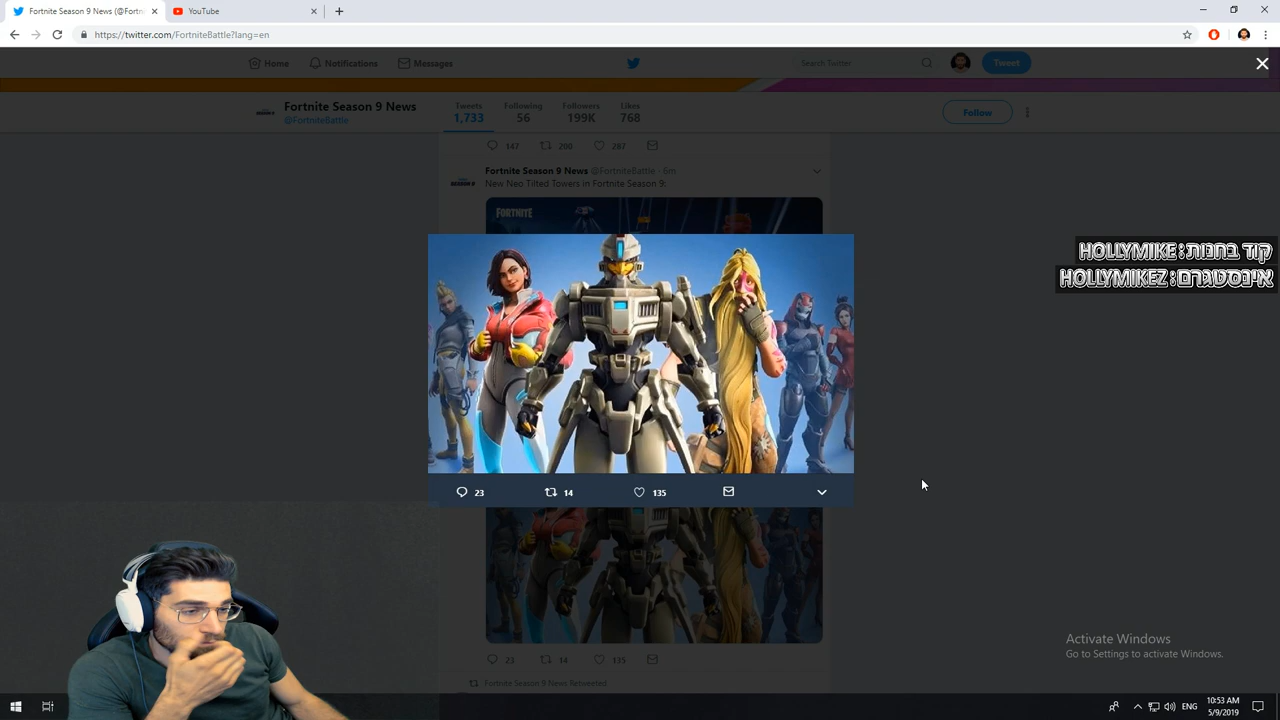 Fortnite Season 9 News (@Fortn
YouTube
https://twitter.com/FortniteBattle?lang=en
Home
Notifications
Messages
Search Twitter
Tweet
Fortnite Season 9 News
@FortniteBattle
Tweets
1,733
Following
56
Followers
199K
Likes
768
Follow
147
200
287
Fortnite Season 9 News @FortniteBattle · 6m
New Neo Tilted Towers in Fortnite Season 9:
FORTNITE
קוד בחנות: HOLLYMIKE
אינסטגרם: HOLLYMIKEZ
23
14
135
23
14
135
Fortnite Season 9 News Retweeted
Activate Windows
Go to Settings to activate Windows.
ENG
10:53 AM
5/9/2019